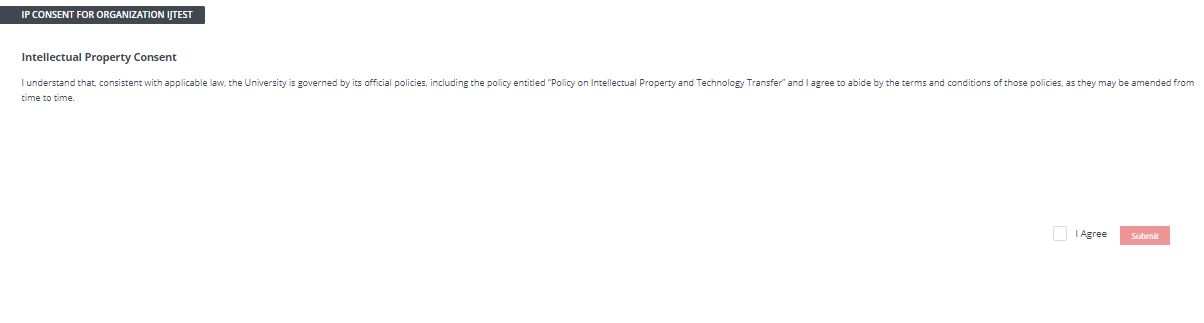 IP CONSENT FOR ORGANIZATION IJTEST
Intellectual Property Consent
I understand that, consistent with applicable law, the University is governed by its official policies, including the policy entitled “Policy on Intellectual Property and Technology Transfer” and I agree to abide by the terms and conditions of those policies, as they may be amended from
time to time.
I Agree
Submit